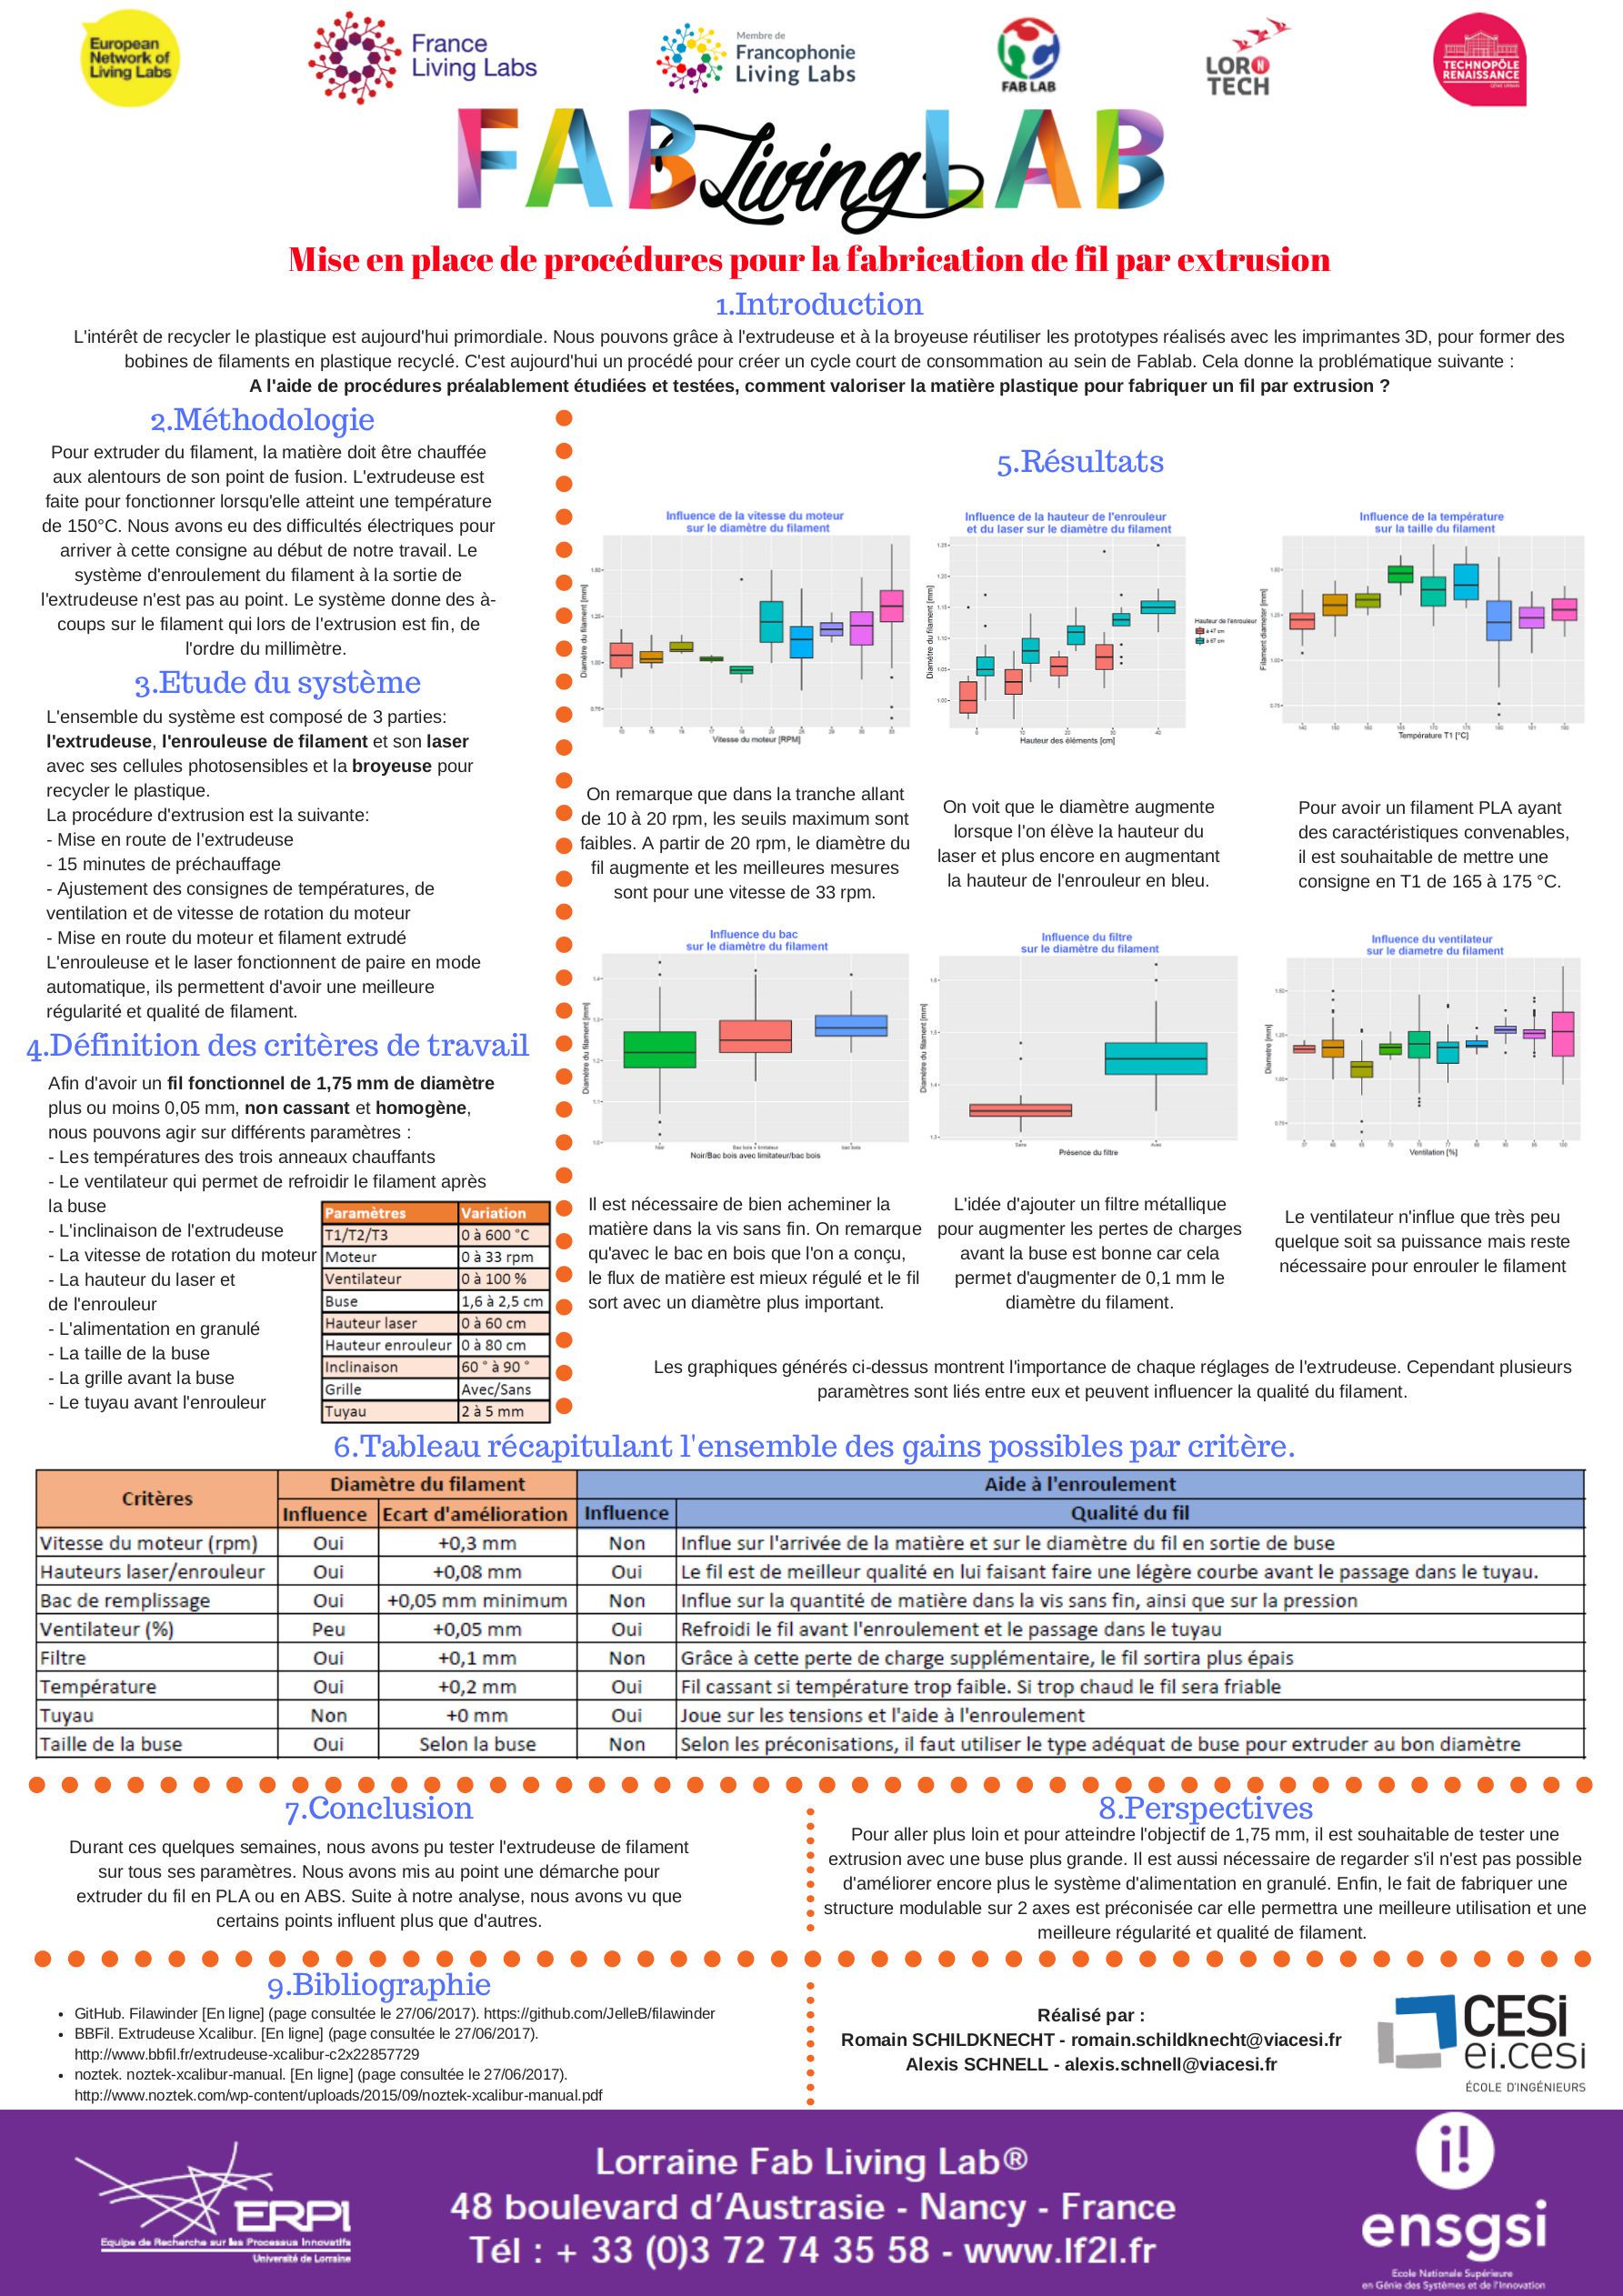 European
Network of
Living Labs
France
Living Labs
Membre de
Francophonie
Living Labs
FAB LAB
LOR N
TECH
TECHNOPÔLE
RENAISSANCE
FAB Living LAB
Mise en place de procédures pour la fabrication de fil par extrusion
1.Introduction
L'intérêt de recycler le plastique est aujourd'hui primordiale. Nous pouvons grâce à l'extrudeuse et à la broyeuse réutiliser les prototypes réalisés avec les imprimantes 3D, pour former des
bobines de filaments en plastique recyclé. C'est aujourd'hui un procédé pour créer un cycle court de consommation au sein de Fablab. Cela donne la problématique suivante :
A l'aide de procédures préalablement étudiées et testées, comment valoriser la matière plastique pour fabriquer un fil par extrusion ?
2.Méthodologie
Pour extruder du filament, la matière doit être chauffée
aux alentours de son point de fusion. L'extrudeuse est
faite pour fonctionner lorsqu'elle atteint une température
de 150°C. Nous avons eu des difficultés électriques pour
arriver à cette consigne au début de notre travail. Le
système d'enroulement du filament à la sortie de
l'extrudeuse n'est pas au point. Le système donne des à-
coups sur le filament qui lors de l'extrusion est fin, de
l'ordre du millimètre.
3.Etude du système
L'ensemble du système est composé de 3 parties:
l'extrudeuse, l'enrouleuse de filament et son laser
avec ses cellules photosensibles et la broyeuse pour
recycler le plastique.
La procédure d'extrusion est la suivante:
- Mise en route de l'extrudeuse
- 15 minutes de préchauffage
- Ajustement des consignes de températures, de
ventilation et de vitesse de rotation du moteur
- Mise en route du moteur et filament extrudé
L'enrouleuse et le laser fonctionnent de paire en mode
automatique, ils permettent d'avoir une meilleure
régularité et qualité de filament.
4.Définition des critères de travail
Afin d'avoir un fil fonctionnel de 1,75 mm de diamètre
plus ou moins 0,05 mm, non cassant et homogène,
nous pouvons agir sur différents paramètres :
- Les températures des trois anneaux chauffants
- Le ventilateur qui permet de refroidir le filament après
la buse
- L'inclinaison de l'extrudeuse
- La vitesse de rotation du moteur
- La hauteur du laser et
de l'enrouleur
- L'alimentation en granulé
- La taille de la buse
- La grille avant la buse
- Le tuyau avant l'enrouleur
Paramètres Variation
T1/T2/T3 0 à 600 °C
Moteur 0 à 33 rpm
Ventilateur 0 à 100 %
Buse 1,6 à 2,5 cm
Hauteur laser 0 à 60 cm
Hauteur enrouleur 0 à 80 cm
Inclinaison 60 ° à 90 °
Grille Avec/Sans
Tuyau 2 à 5 mm
5.Résultats
Influence de la vitesse du moteur
sur le diamètre du filament
Diamètre du filament [mm]
Vitesse du moteur [RPM]
Influence de la hauteur de l'enrouleur
et du laser sur le diamètre du filament
Diamètre du filament [mm]
Hauteur des éléments [cm]
Hauteur de l'enrouleur
à 47 cm
à 67 cm
Influence de la température
sur la taille du filament
Filament diameter [mm]
Température T1 [°C]
On remarque que dans la tranche allant
de 10 à 20 rpm, les seuils maximum sont
faibles. A partir de 20 rpm, le diamètre du
fil augmente et les meilleures mesures
sont pour une vitesse de 33 rpm.
On voit que le diamètre augmente
lorsque l'on élève la hauteur du
laser et plus encore en augmentant
la hauteur de l'enrouleur en bleu.
Pour avoir un filament PLA ayant
des caractéristiques convenables,
il est souhaitable de mettre une
consigne en T1 de 165 à 175 °C.
Influence du bac
sur le diamètre du filament
Diamètre du filament [mm]
Noir/Bac bois avec limitateur/bac bois
Influence du filtre
sur le diamètre du filament
Diamètre du filament [mm]
Présence du filtre
Influence du ventilateur
sur le diametre du filament
Diametre [mm]
Ventilation [%]
Il est nécessaire de bien acheminer la
matière dans la vis sans fin. On remarque
qu'avec le bac en bois que l'on a conçu,
le flux de matière est mieux régulé et le fil
sort avec un diamètre plus important.
L'idée d'ajouter un filtre métallique
pour augmenter les pertes de charges
avant la buse est bonne car cela
permet d'augmenter de 0,1 mm le
diamètre du filament.
Le ventilateur n'influe que très peu
quelque soit sa puissance mais reste
nécessaire pour enrouler le filament
Les graphiques générés ci-dessus montrent l'importance de chaque réglages de l'extrudeuse. Cependant plusieurs
paramètres sont liés entre eux et peuvent influencer la qualité du filament.
6.Tableau récapitulant l'ensemble des gains possibles par critère.
Critères Diamètre du filament Aide à l'enroulement
Influence Ecart d'amélioration Influence Qualité du fil
Vitesse du moteur (rpm) Oui +0,3 mm Non Influe sur l'arrivée de la matière et sur le diamètre du fil en sortie de buse
Hauteurs laser/enrouleur Oui +0,08 mm Oui Le fil est de meilleur qualité en lui faisant faire une légère courbe avant le passage dans le tuyau.
Bac de remplissage Oui +0,05 mm minimum Non Influe sur la quantité de matière dans la vis sans fin, ainsi que sur la pression
Ventilateur (%) Peu +0,05 mm Oui Refroidi le fil avant l'enroulement et le passage dans le tuyau
Filtre Oui +0,1 mm Non Grâce à cette perte de charge supplémentaire, le fil sortira plus épais
Température Oui +0,2 mm Oui Fil cassant si température trop faible. Si trop chaud le fil sera friable
Tuyau Non +0 mm Oui Joue sur les tensions et l'aide à l'enroulement
Taille de la buse Oui Selon la buse Non Selon les préconisations, il faut utiliser le type adéquat de buse pour extruder au bon diamètre
7.Conclusion
Durant ces quelques semaines, nous avons pu tester l'extrudeuse de filament
sur tous ses paramètres. Nous avons mis au point une démarche pour
extruder du fil en PLA ou en ABS. Suite à notre analyse, nous avons vu que
certains points influent plus que d'autres.
8.Perspectives
Pour aller plus loin et pour atteindre l'objectif de 1,75 mm, il est souhaitable de tester une
extrusion avec une buse plus grande. Il est aussi nécessaire de regarder s'il n'est pas possible
d'améliorer encore plus le système d'alimentation en granulé. Enfin, le fait de fabriquer une
structure modulable sur 2 axes est préconisée car elle permettra une meilleure utilisation et une
meilleure régularité et qualité de filament.
9.Bibliographie
• GitHub. Filawinder [En ligne] (page consultée le 27/06/2017). https://github.com/JelleB/filawinder
• BBFil. Extrudeuse Xcalibur. [En ligne] (page consultée le 27/06/2017).
http://www.bbfil.fr/extrudeuse-xcalibur-c2x22857729
• noztek. noztek-xcalibur-manual. [En ligne] (page consultée le 27/06/2017).
http://www.noztek.com/wp-content/uploads/2015/09/noztek-xcalibur-manual.pdf
Réalisé par :
Romain SCHILDKNECHT - romain.schildknecht@viacesi.fr
Alexis SCHNELL - alexis.schnell@viacesi.fr
CESi
ei.cesi
ÉCOLE D'INGÉNIEURS
ERPI
Equipe de Recherche sur les Processus Innovatifs
Université de Lorraine
Lorraine Fab Living Lab®
48 boulevard d'Austrasie - Nancy - France
Tél : + 33 (0)3 72 74 35 58 - www.lf2l.fr
i!
ensgsi
Ecole Nationale Supérieure
en Génie des Systèmes et de l'Innovation